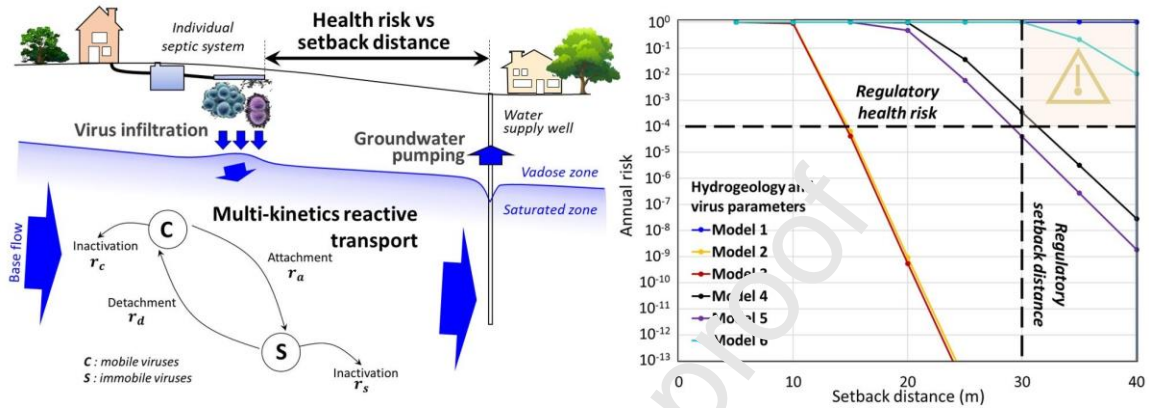 Individual
septic system
Health risk vs
setback distance
Virus infiltration
Groundwater
pumping
Water
supply well
Vadose zone
Saturated zone
Base flow
Multi-kinetics reactive
transport
C
Inactivation
r_c
Attachment
r_a
Detachment
r_d
S
Inactivation
r_s
C : mobile viruses
S : immobile viruses
Annual risk
10⁰
10⁻¹
10⁻²
10⁻³
10⁻⁴
10⁻⁵
10⁻⁶
10⁻⁷
10⁻⁸
10⁻⁹
10⁻¹⁰
10⁻¹¹
10⁻¹²
10⁻¹³
Regulatory
health risk
Hydrogeology and
virus parameters
Model 1
Model 2
Model 3
Model 4
Model 5
Model 6
Regulatory
setback distance
0 10 20 30 40
Setback distance (m)
proof